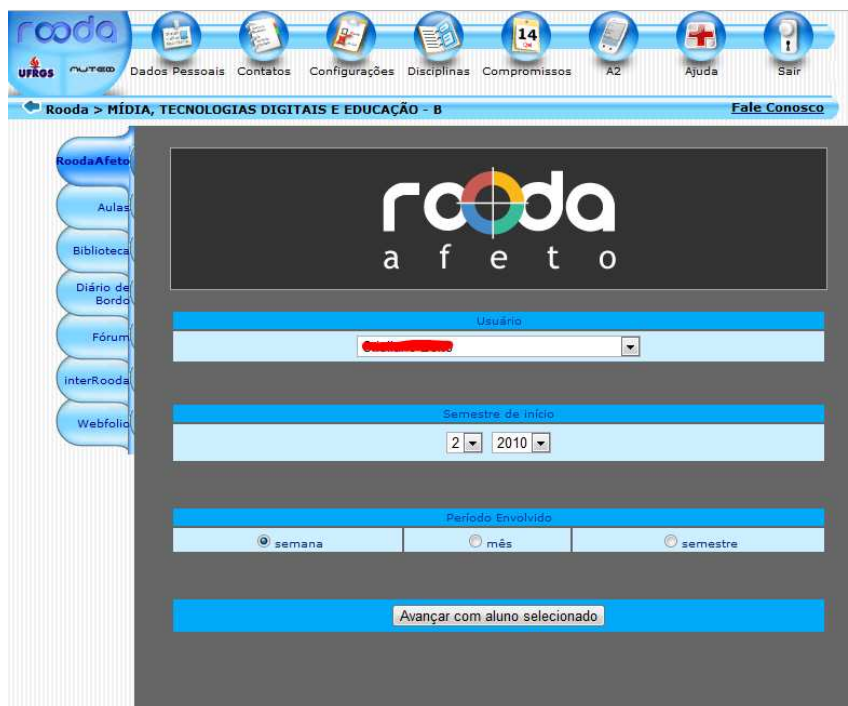 rooda
UFRGS NUTED
Dados Pessoais Contatos Configurações Disciplinas 14 Compromissos A2 Ajuda Sair
Rooda > MÍDIA, TECNOLOGIAS DIGITAIS E EDUCAÇÃO - B Fale Conosco
RoodaAfeto
Aulas
Biblioteca
Diário de
Bordo
Fórum
interRooda
Webfolio
rooda
afeto
Usuário
Semestre de início
2 2010
Período Envolvido
semana mês semestre
Avançar com aluno selecionado